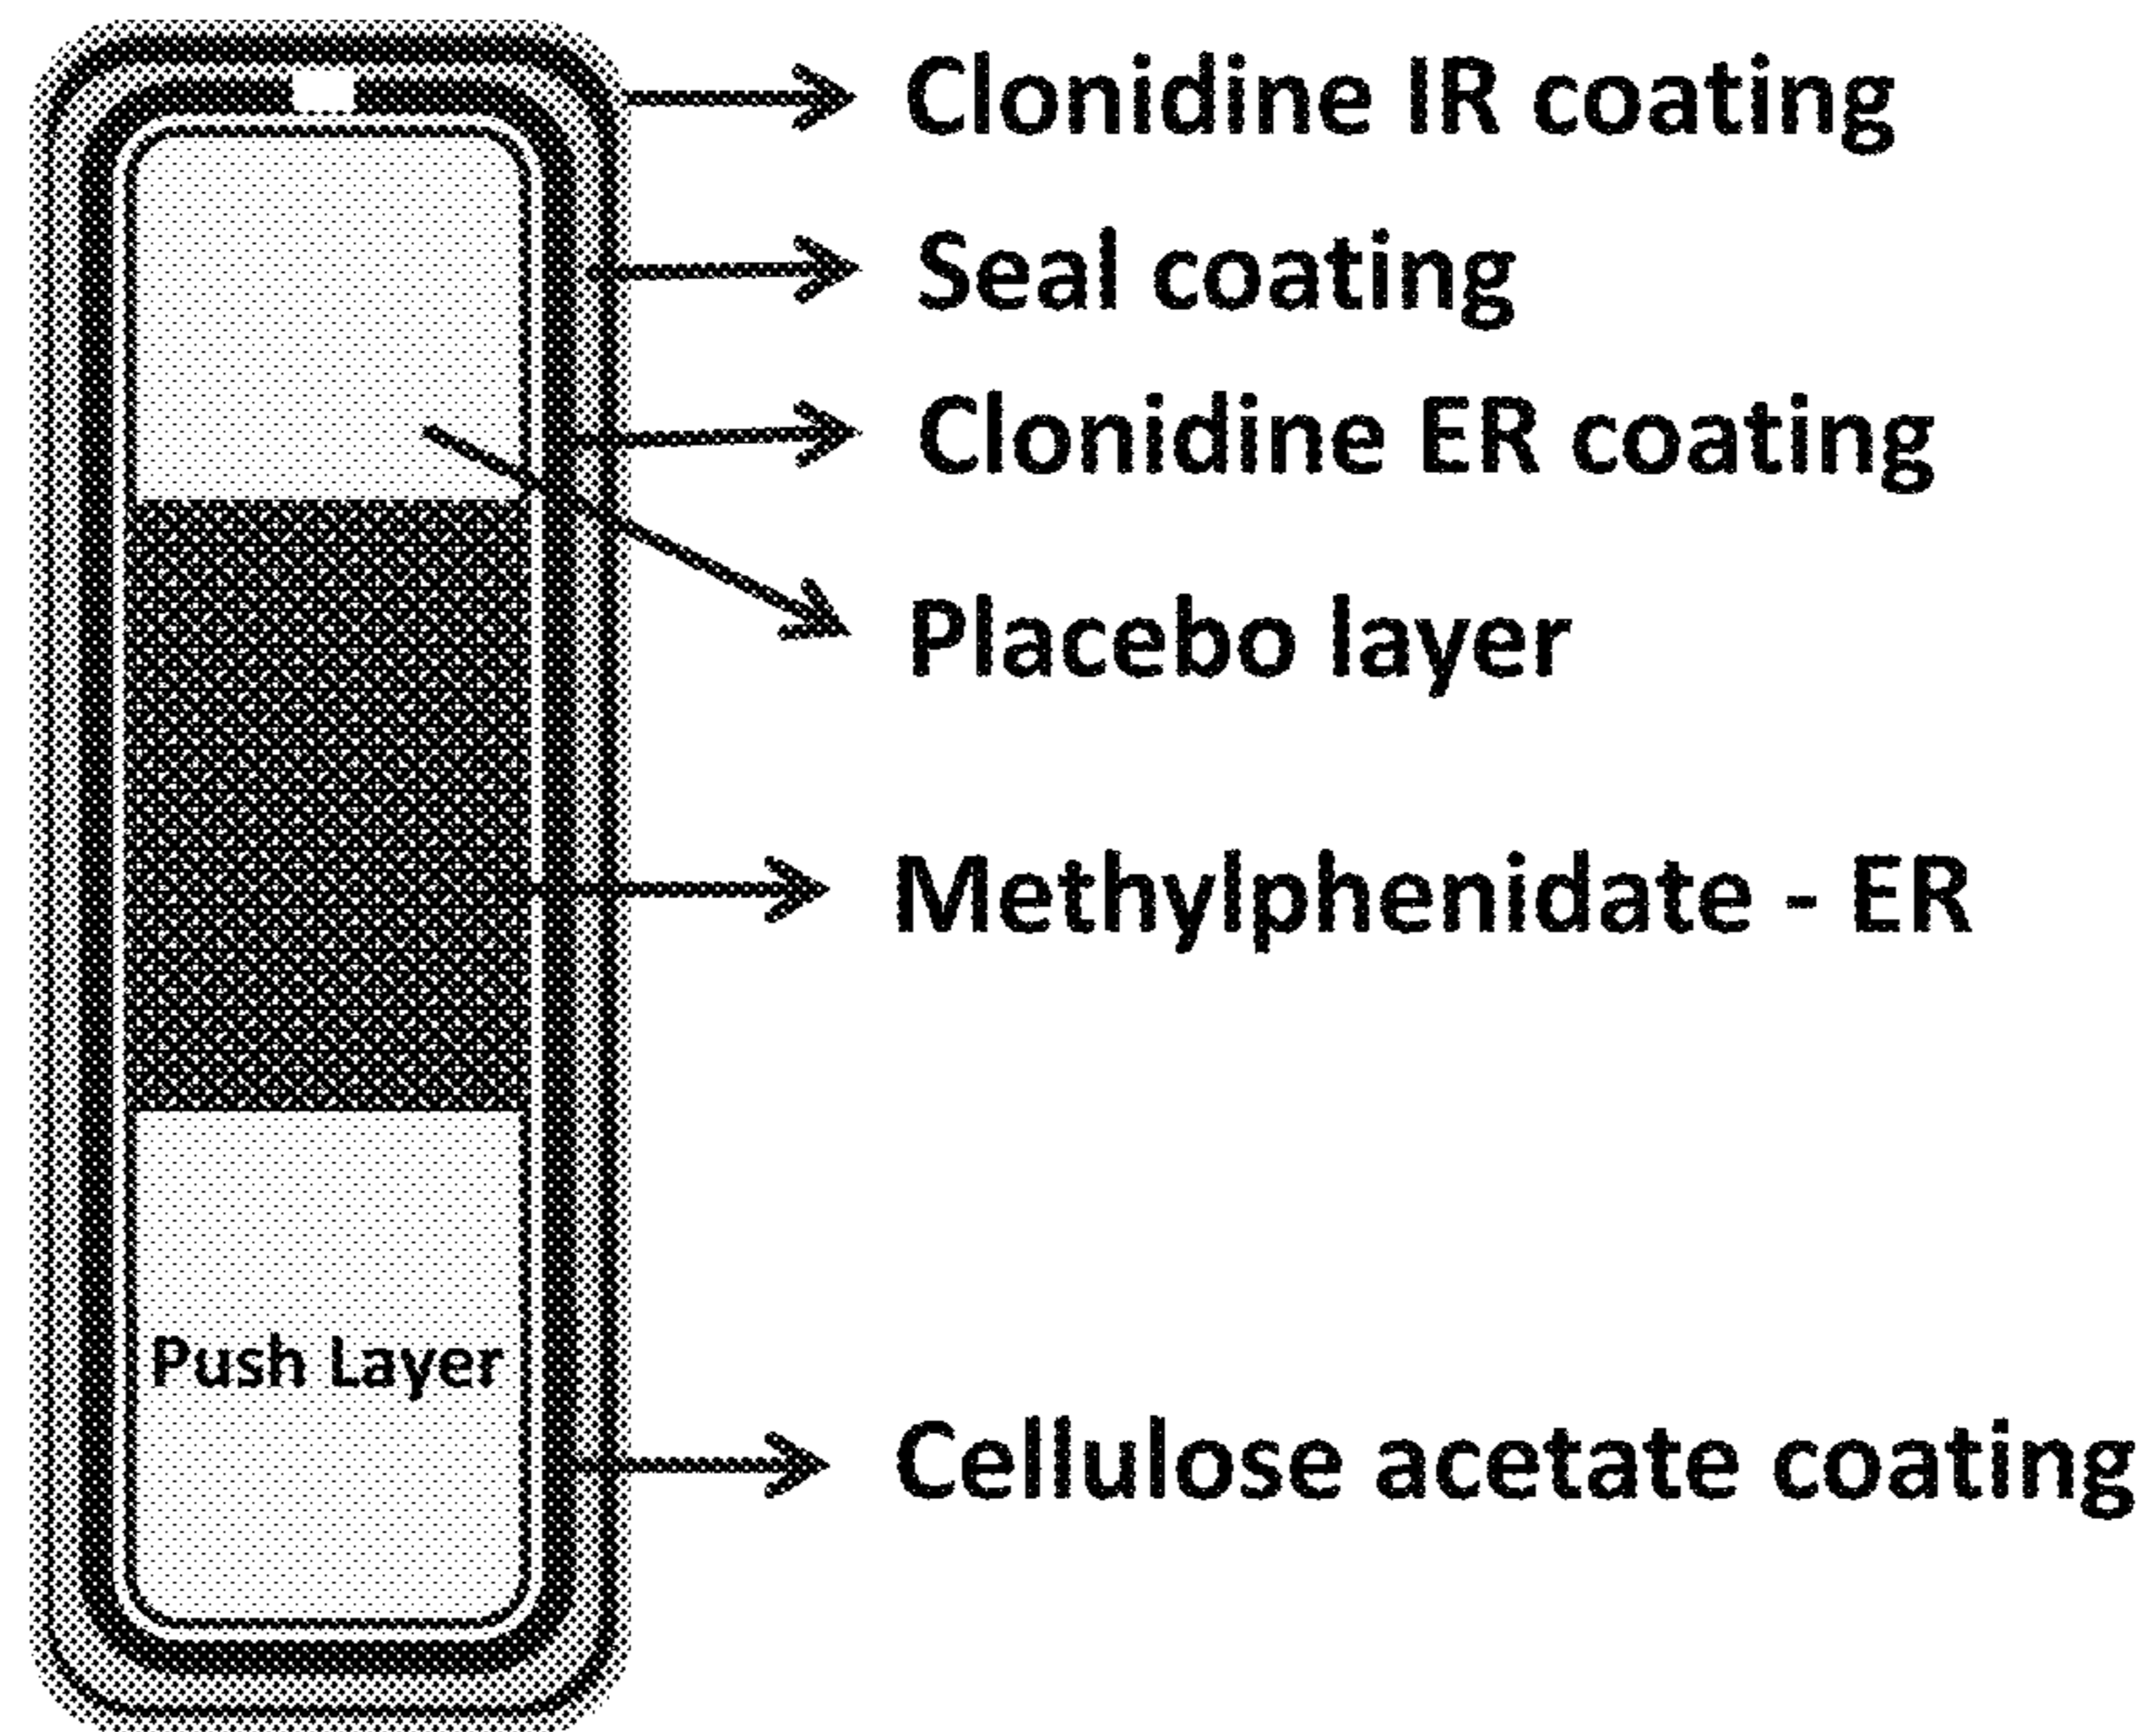 Clonidine IR coating
Seal coating
Clonidine ER coating
Placebo layer
Methylphenidate - ER
Push Layer
Cellulose acetate coating